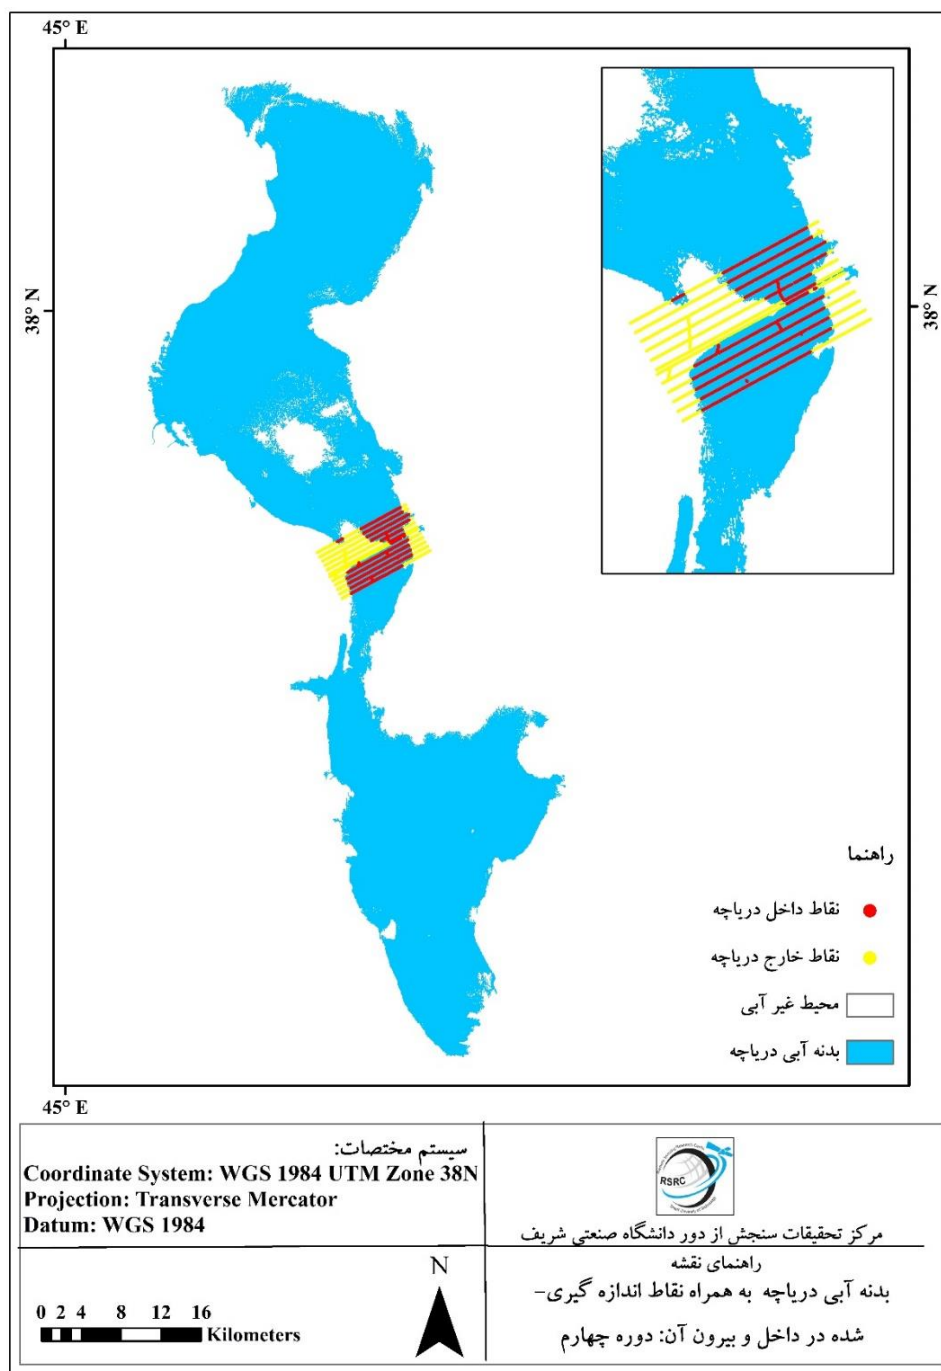 45° E
38° N
38° N
راهنما
نقاط داخل دریاچه
نقاط خارج دریاچه
محیط غیر آبی
بدنه آبی دریاچه
45° E
سیستم مختصات:
Coordinate System: WGS 1984 UTM Zone 38N
Projection: Transverse Mercator
Datum: WGS 1984
RSRC
مرکز تحقیقات سنجش از دور دانشگاه صنعتی شریف
راهنمای نقشه
بدنه آبی دریاچه به همراه نقاط اندازه گیری-
شده در داخل و بیرون آن: دوره چهارم
N
0 2 4 8 12 16
Kilometers